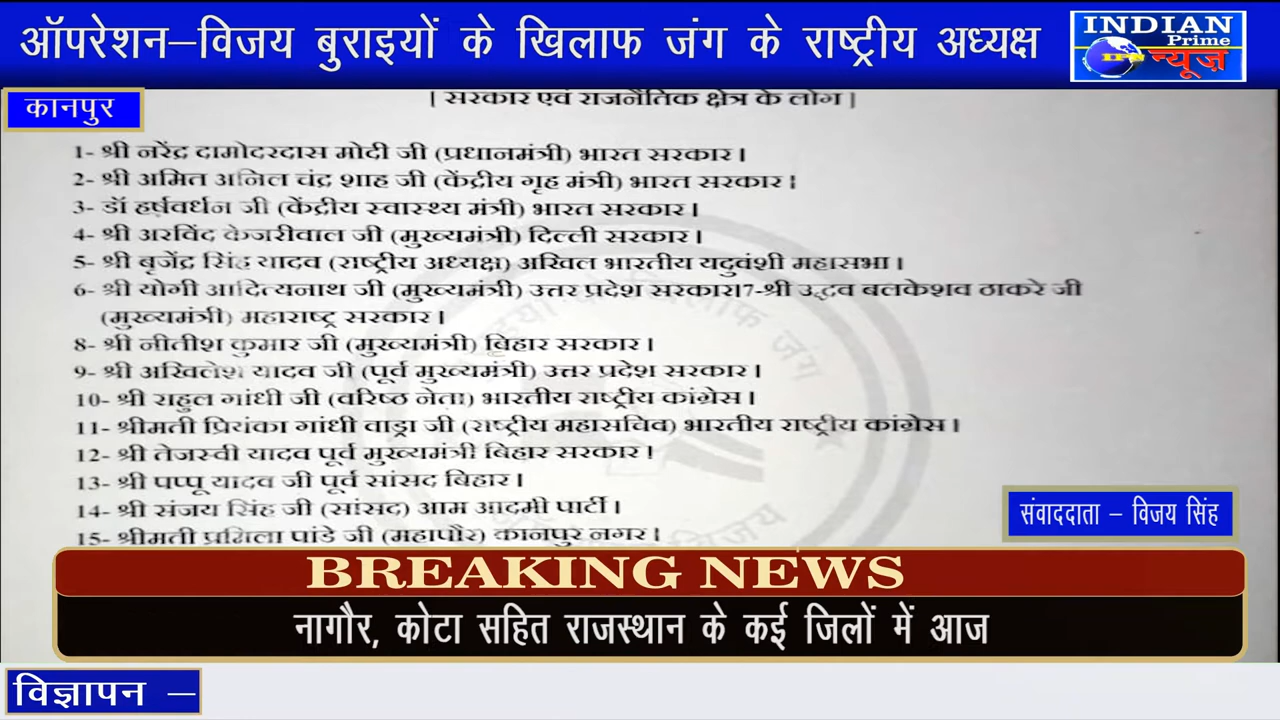 ऑपरेशन–विजय बुराइयों के खिलाफ जंग के राष्ट्रीय अध्यक्ष
INDIAN
Prime
IPN न्यूज़
कानपुर
| सरकार एवं राजनैतिक क्षेत्र के लोग |
1- श्री नरेंद्र दामोदरदास मोदी जी (प्रधानमंत्री) भारत सरकार।
2- श्री अमित अनिल चंद्र शाह जी (केंद्रीय गृह मंत्री) भारत सरकार।
3- डॉ हर्षवर्धन जी (केंद्रीय स्वास्थ्य मंत्री) भारत सरकार।
4- श्री अरविंद केजरीवाल जी (मुख्यमंत्री) दिल्ली सरकार।
5- श्री बृजेंद्र सिंह यादव (राष्ट्रीय अध्यक्ष) अखिल भारतीय यदुवंशी महासभा।
6- श्री योगी आदित्यनाथ जी (मुख्यमंत्री) उत्तर प्रदेश सरकार।7-श्री उद्धव बलकेशव ठाकरे जी
(मुख्यमंत्री) महाराष्ट्र सरकार।
8- श्री नीतीश कुमार जी (मुख्यमंत्री) बिहार सरकार।
9- श्री अखिलेश यादव जी (पूर्व मुख्यमंत्री) उत्तर प्रदेश सरकार।
10- श्री राहुल गांधी जी (वरिष्ठ नेता) भारतीय राष्ट्रीय कांग्रेस।
11- श्रीमती प्रियंका गांधी वाड्रा जी (राष्ट्रीय महासचिव) भारतीय राष्ट्रीय कांग्रेस।
12- श्री तेजस्वी यादव पूर्व मुख्यमंत्री बिहार सरकार।
13- श्री पप्पू यादव जी पूर्व सांसद बिहार।
14- श्री संजय सिंह जी (सांसद) आम आदमी पार्टी।
15- श्रीमती प्रमिला पांडे जी (महापौर) कानपुर नगर।
संवाददाता – विजय सिंह
BREAKING NEWS
नागौर, कोटा सहित राजस्थान के कई जिलों में आज
विज्ञापन –